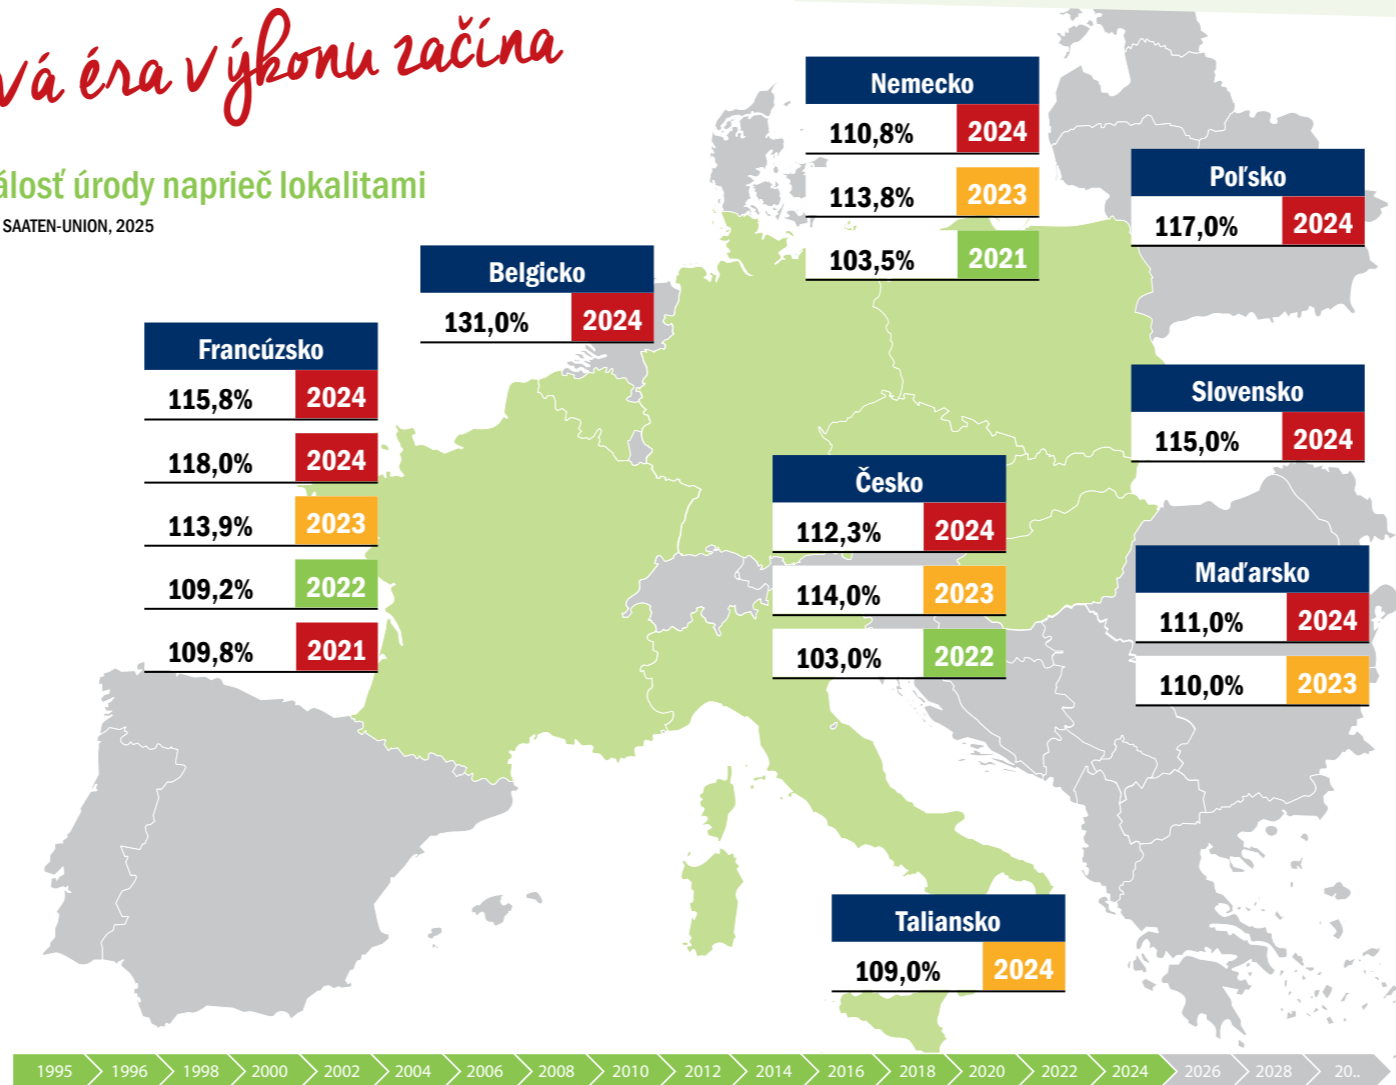 vá éra výkonu začína
álosť úrody naprieč lokalitami
SAATEN-UNION, 2025
Nemecko
110,8% 2024
113,8% 2023
103,5% 2021
Poľsko
117,0% 2024
Belgicko
131,0% 2024
Francúzsko
115,8% 2024
118,0% 2024
113,9% 2023
109,2% 2022
109,8% 2021
Slovensko
115,0% 2024
Česko
112,3% 2024
114,0% 2023
103,0% 2022
Maďarsko
111,0% 2024
110,0% 2023
Taliansko
109,0% 2024
1995 1996 1998 2000 2002 2004 2006 2008 2010 2012 2014 2016 2018 2020 2022 2024 2026 2028 20..